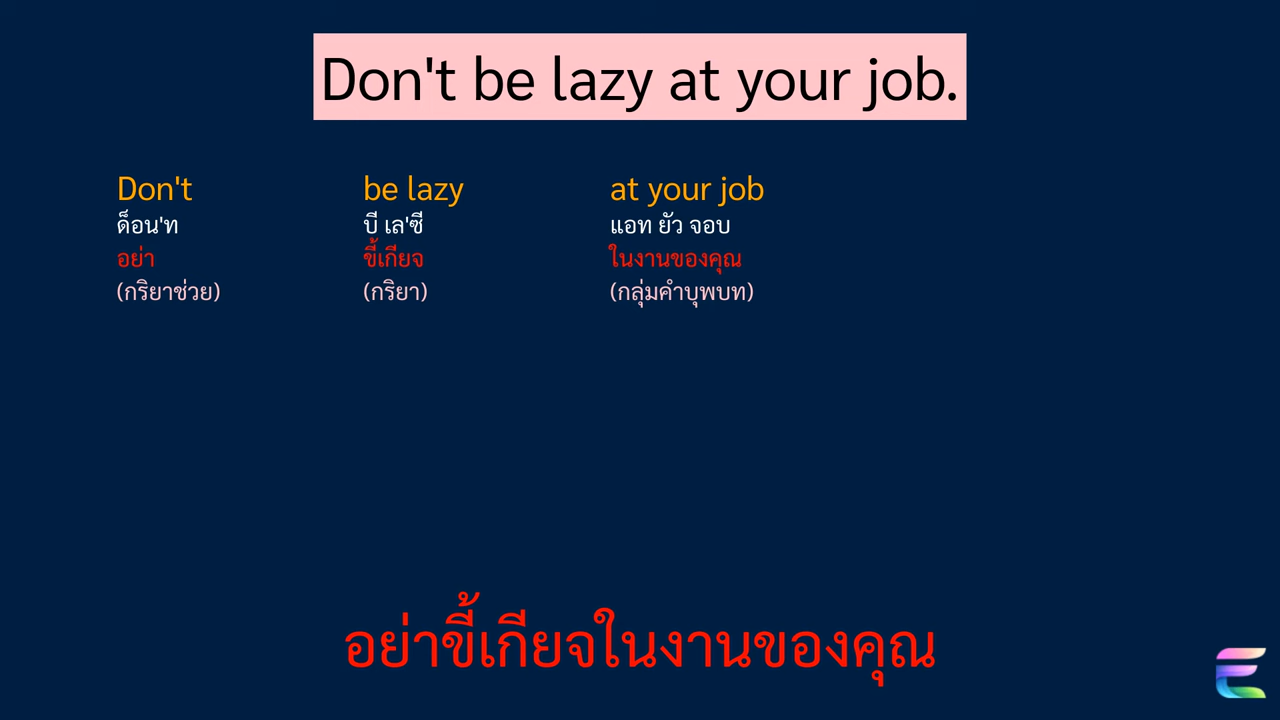 Don't be lazy at your job.
Don't
ด็อน'ท
อย่า
(กริยาช่วย)
be lazy
บี เล'ซี
ขี้เกียจ
(กริยา)
at your job
แอท ยัว จอบ
ในงานของคุณ
(กลุ่มคำบุพบท)
อย่าขี้เกียจในงานของคุณ